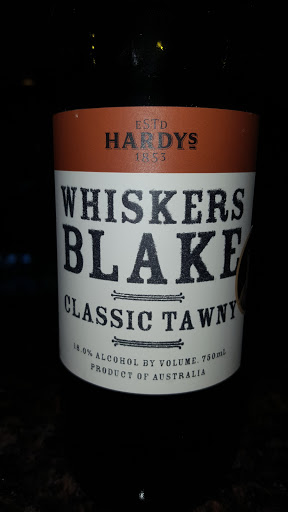 ESTD
HARDYS
1853
WHISKERS
BLAKE
CLASSIC TAWNY
18.0% ALCOHOL BY VOLUME. 750mL
PRODUCT OF AUSTRALIA